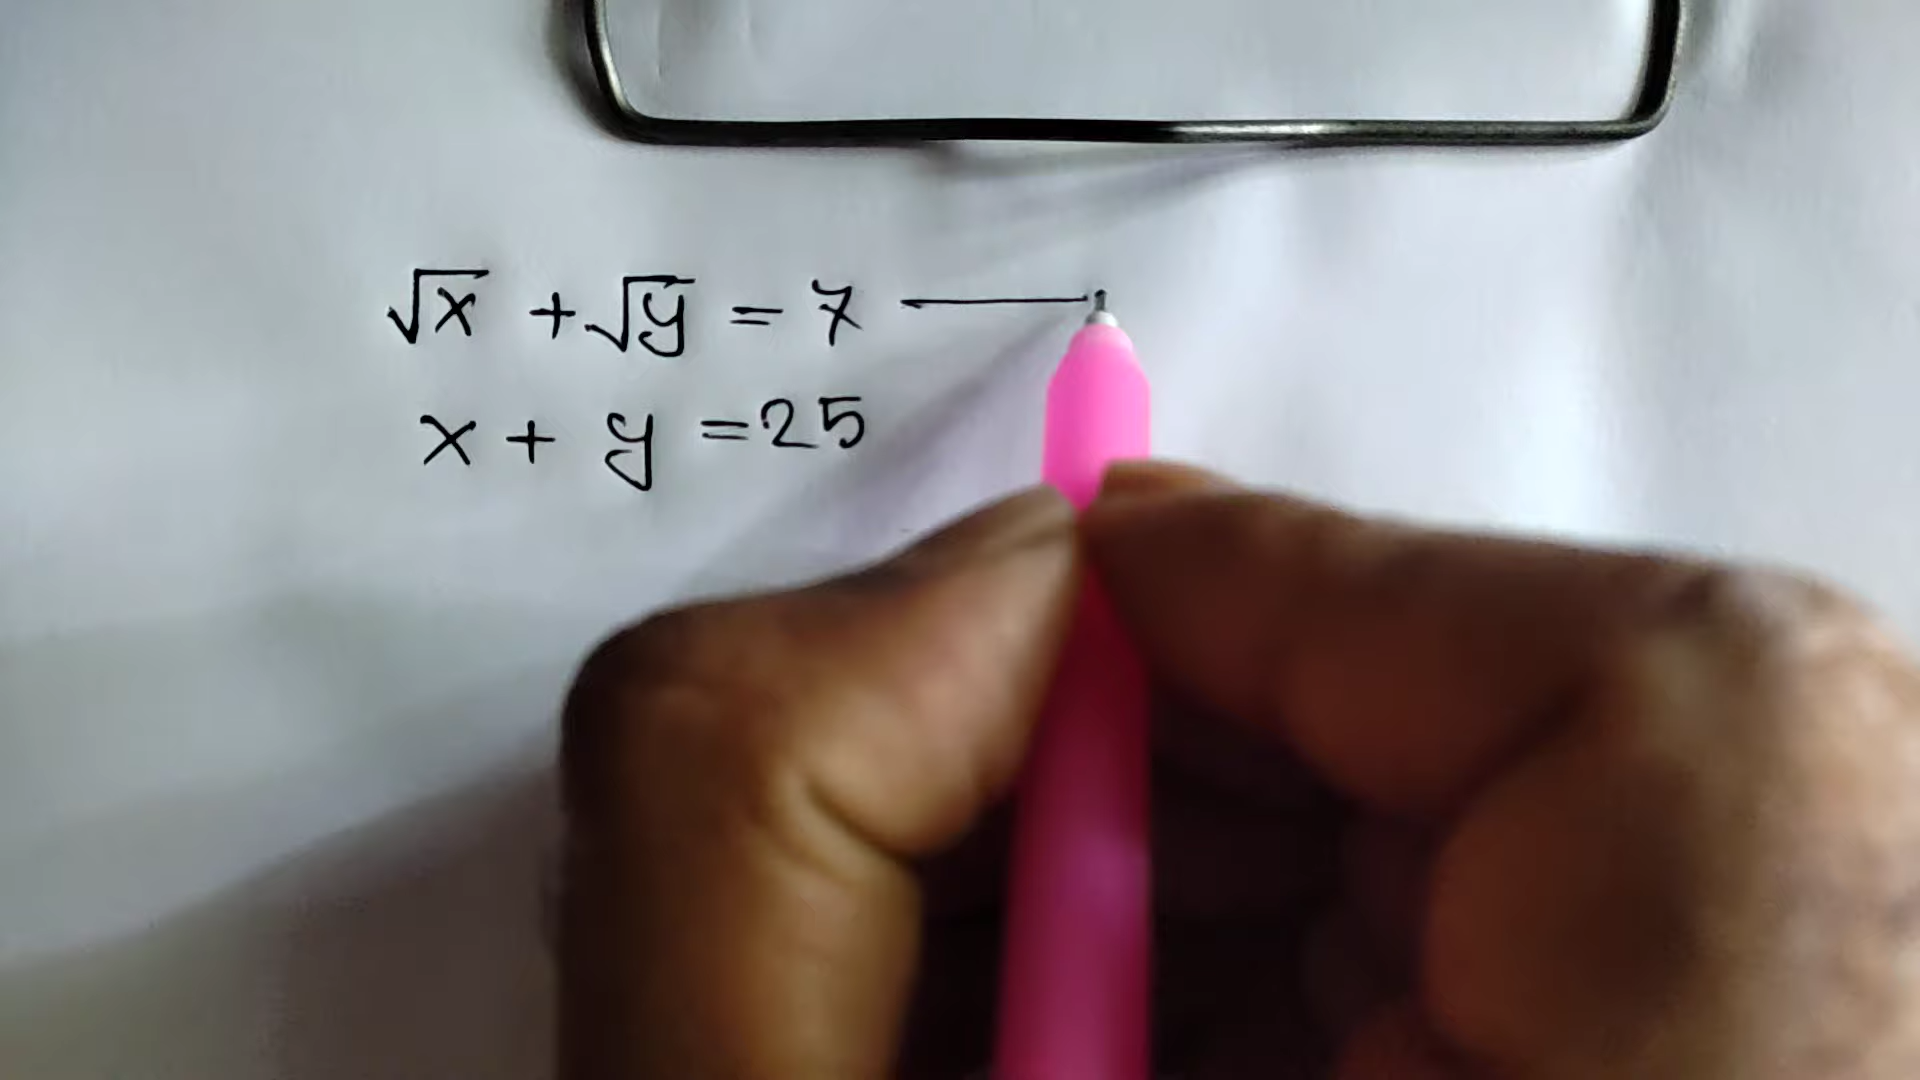 √x + √y = 7 —
x + y = 25